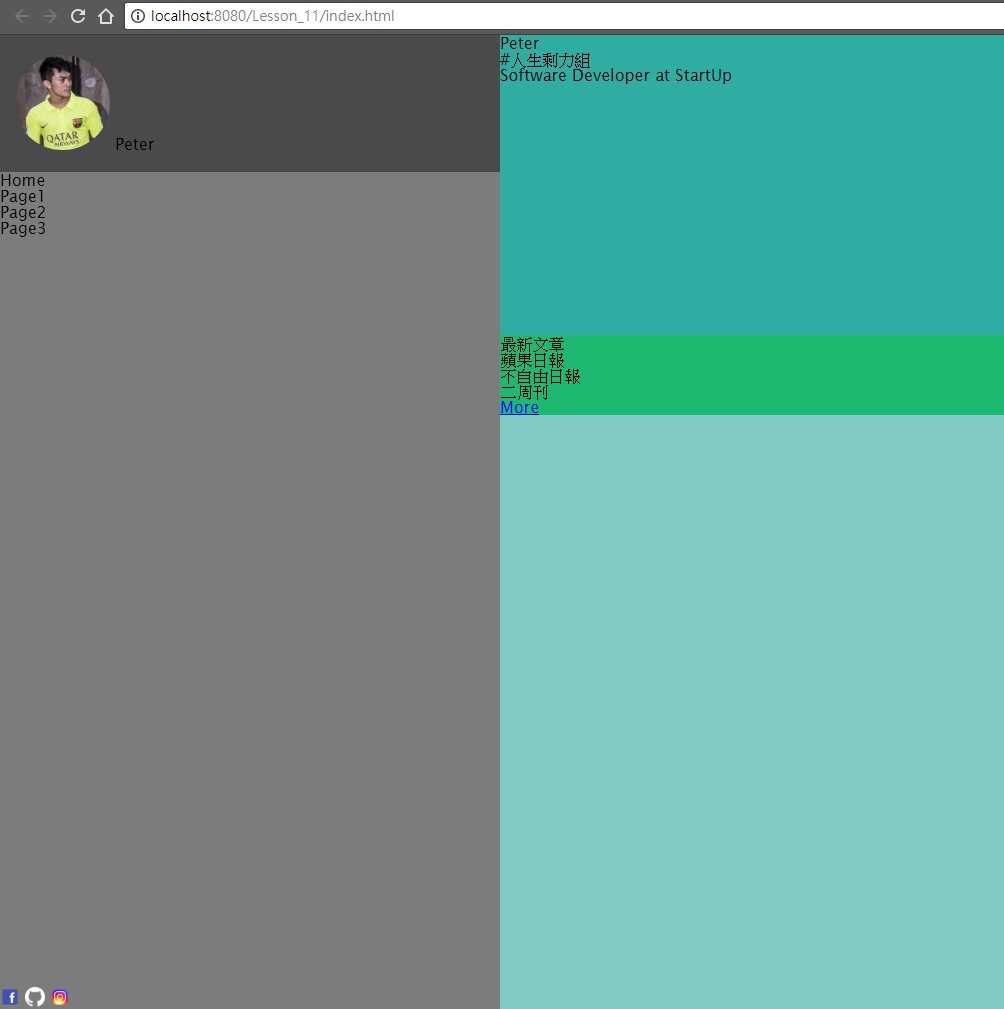 localhost:8080/Lesson_11/index.html
QATAR
AIRWAYS
Peter
Home
Page1
Page2
Page3
Peter
#人生剩力組
Software Developer at StartUp
最新文章
蘋果日報
不自由日報
二周刊
More
f